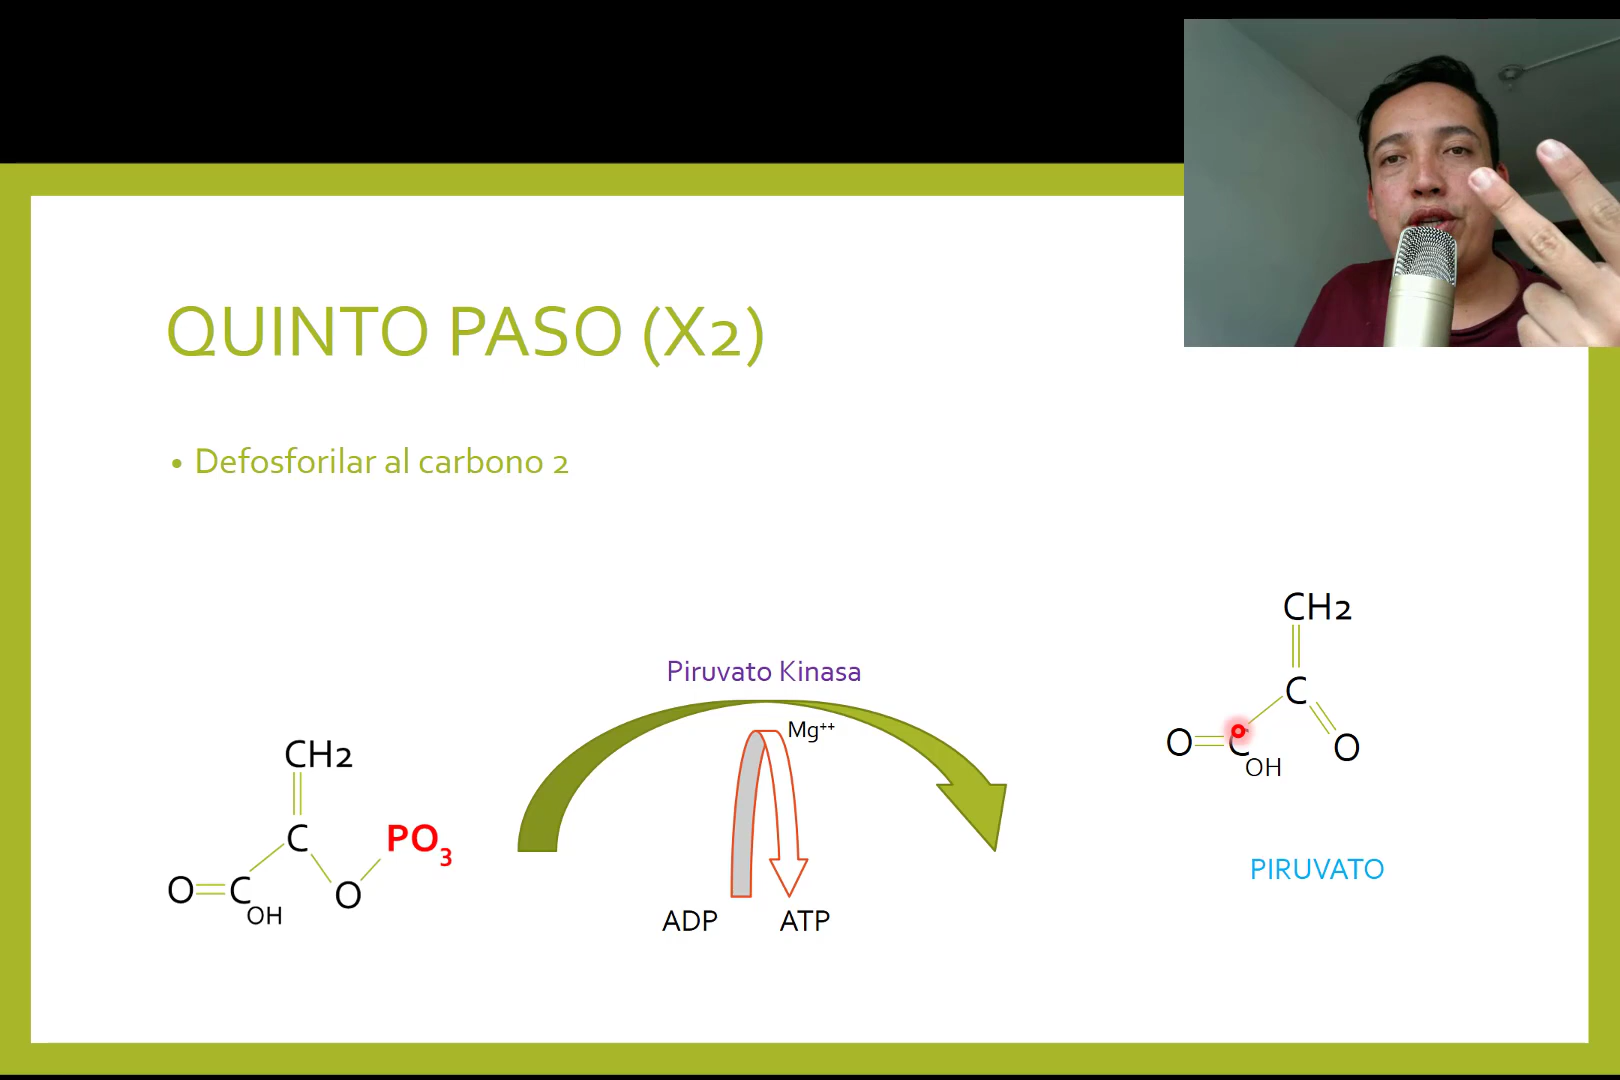 QUINTO PASO (X2)
• Defosforilar al carbono 2
Piruvato Kinasa
Mg⁺⁺
ADP ATP
CH2
C
PO₃
O
C
OH
O
CH2
C
O
C
OH
O
PIRUVATO